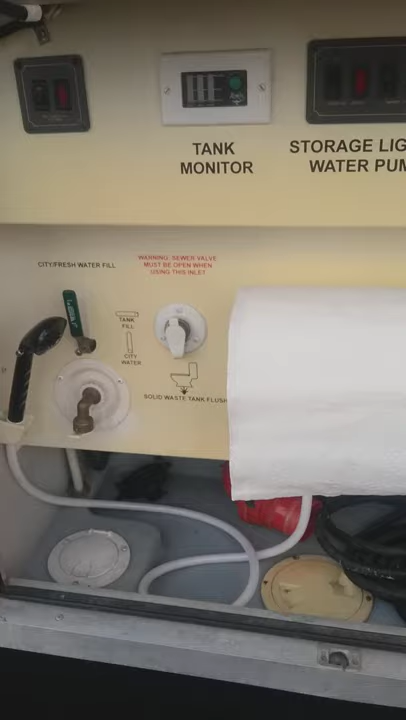 TANK
MONITOR
STORAGE LIG
WATER PUM
CITY/FRESH WATER FILL
WARNING: SEWER VALVE
MUST BE OPEN WHEN
USING THIS INLET
TANK
FILL
CITY
WATER
SOLID WASTE TANK FLUSH